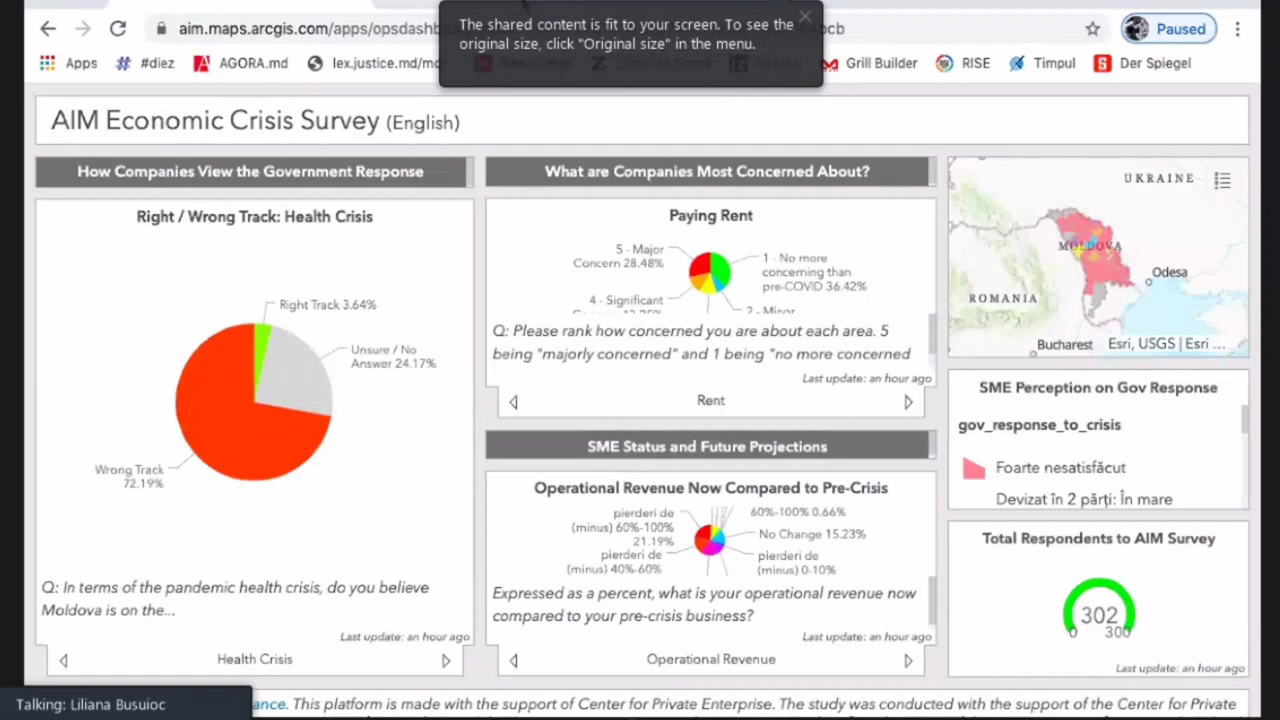 The shared content is fit to your screen. To see the
original size, click "Original size" in the menu.
aim.maps.arcgis.com/apps/opsdashb
pcb
Paused
Apps
#diez
AGORA.md
lex.justice.md/mo
Grill Builder
RISE
Timpul
Der Spiegel
AIM Economic Crisis Survey (English)
How Companies View the Government Response
Right / Wrong Track: Health Crisis
Right Track 3.64%
Unsure / No
Answer 24.17%
Wrong Track
72.19%
Q: In terms of the pandemic health crisis, do you believe
Moldova is on the...
Last update: an hour ago
Health Crisis
What are Companies Most Concerned About?
Paying Rent
5 - Major
Concern 28.48%
1 - No more
concerning than
pre-COVID 36.42%
4 - Significant
2 - Minor
Q: Please rank how concerned you are about each area. 5
being "majorly concerned" and 1 being "no more concerned
Last update: an hour ago
Rent
SME Status and Future Projections
Operational Revenue Now Compared to Pre-Crisis
pierderi de
(minus) 60%-100%
21.19%
pierderi de
(minus) 40%-60%
60%-100% 0.66%
No Change 15.23%
pierderi de
(minus) 0-10%
Expressed as a percent, what is your operational revenue now
compared to your pre-crisis business?
Last update: an hour ago
Operational Revenue
UKRAINE
MOLDOVA
Odesa
ROMANIA
Bucharest
Esri, USGS | Esri ...
SME Perception on Gov Response
gov_response_to_crisis
Foarte nesatisfăcut
Devizat în 2 părți: În mare
Total Respondents to AIM Survey
302
0
300
Last update: an hour ago
Talking: Liliana Busuioc
ance. This platform is made with the support of Center for Private Enterprise. The study was conducted with the support of Center for Private